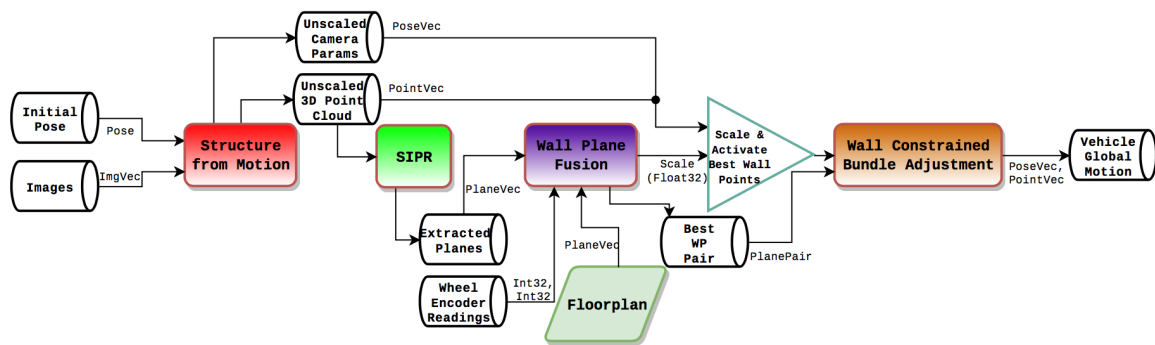 Unscaled
Camera
Params
PoseVec
Unscaled
3D Point
Cloud
PointVec
Initial
Pose
Pose
Images
ImgVec
Structure
from Motion
SIPR
PlaneVec
Extracted
Planes
Wheel
Encoder
Readings
Int32,
Int32
Wall Plane
Fusion
PlaneVec
Floorplan
Scale
(Float32)
Best
WP
Pair
PlanePair
Scale &
Activate
Best Wall
Points
Wall Constrained
Bundle Adjustment
PoseVec,
PointVec
Vehicle
Global
Motion